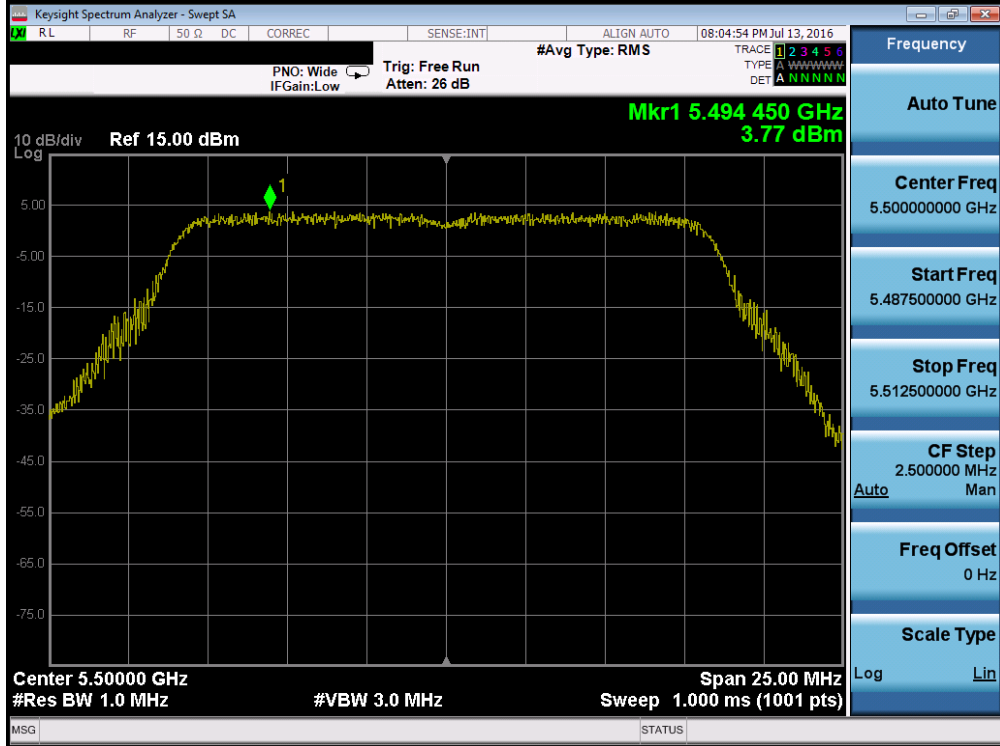 Keysight Spectrum Analyzer - Swept SA
LXI RL RF 50 Ω DC CORREC SENSE:INT ALIGN AUTO 08:04:54 PM Jul 13, 2016
#Avg Type: RMS TRACE 1 2 3 4 5 6
PNO: Wide Trig: Free Run TYPE A WWWWW
IFGain:Low Atten: 26 dB DET A N N N N N
Mkr1 5.494 450 GHz
3.77 dBm
10 dB/div Ref 15.00 dBm
Log
1
5.00
-5.00
-15.0
-25.0
-35.0
-45.0
-55.0
-65.0
-75.0
Center 5.50000 GHz Span 25.00 MHz
#Res BW 1.0 MHz #VBW 3.0 MHz Sweep 1.000 ms (1001 pts)
MSG STATUS
Frequency
Auto Tune
Center Freq
5.500000000 GHz
Start Freq
5.487500000 GHz
Stop Freq
5.512500000 GHz
CF Step
2.500000 MHz
Auto Man
Freq Offset
0 Hz
Scale Type
Log Lin